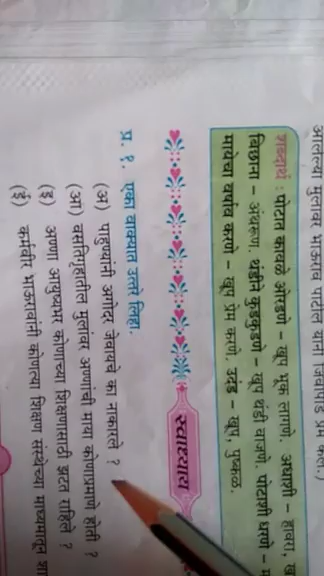 आलेल्या मुलावर भाऊराव पाटील यांनी जिवापाड प्रेम केले.)
शब्दार्थ : पोटात कावळे ओरडणे – खूप भूक लागणे. अधाशी – हावरा,
बिछाना – अंथरूण. थंडीने कुडकुडणे – खूप थंडी वाजणे. पोटाशी धरणे –
मायेचा वर्षाव करणे – खूप प्रेम करणे. उदंड – खूप, पुष्कळ.
स्वाध्याय
प्र. १. एका वाक्यात उत्तरे लिहा.
(अ) पाहुण्यांनी अगोदर जेवायचे का नाकारले ?
(आ) वसतिगृहातील मुलांवर अण्णांची माया कोणाप्रमाणे होती ?
(इ) अण्णा आयुष्यभर कोणाच्या शिक्षणासाठी झटत राहिले ?
(ई) कर्मवीर भाऊरावांनी कोणत्या शिक्षण संस्थेच्या माध्यमातून